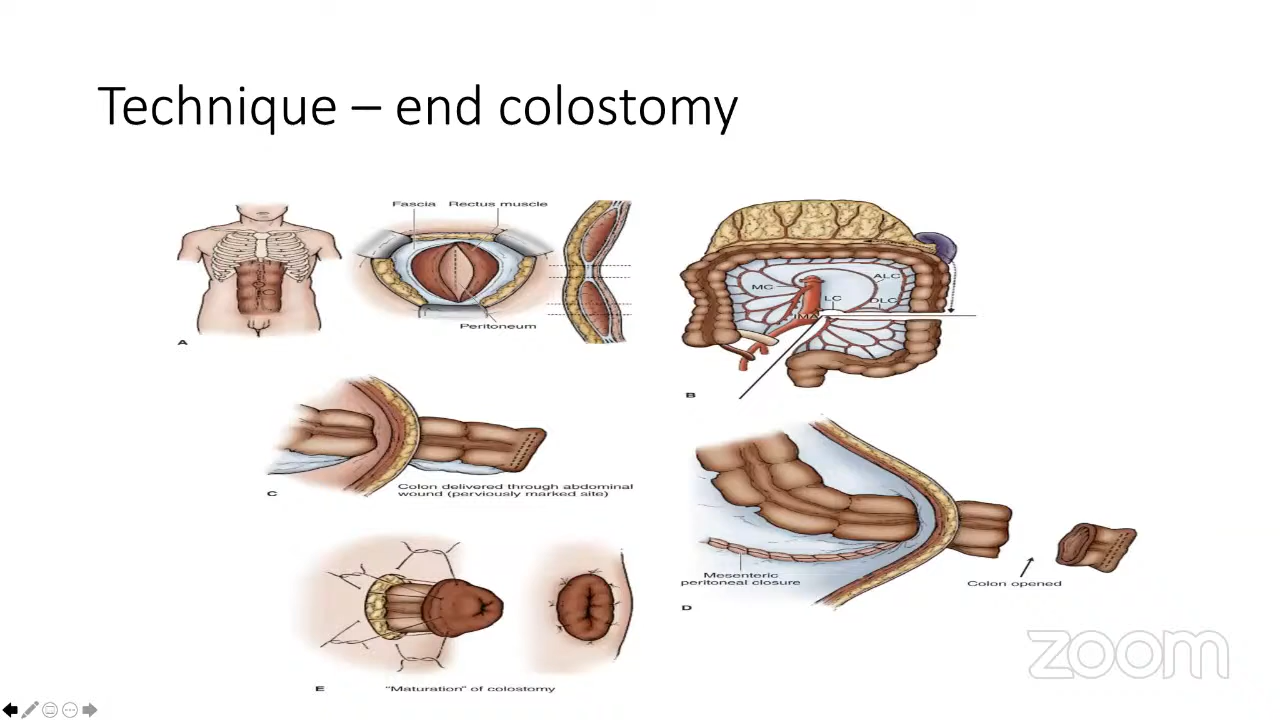 Technique – end colostomy
Fascia Rectus muscle
Peritoneum
A
MC
ALC
LC
DLC
IMA
B
Colon delivered through abdominal
wound (perviously marked site)
C
Mesenteric
peritoneal closure
Colon opened
D
E
"Maturation" of colostomy
zoom